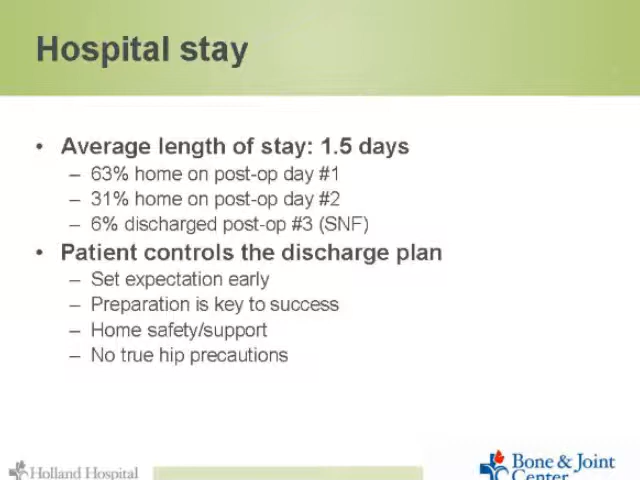 Hospital stay
• Average length of stay: 1.5 days
– 63% home on post-op day #1
– 31% home on post-op day #2
– 6% discharged post-op #3 (SNF)
• Patient controls the discharge plan
– Set expectation early
– Preparation is key to success
– Home safety/support
– No true hip precautions
Holland Hospital
Bone & Joint
Center